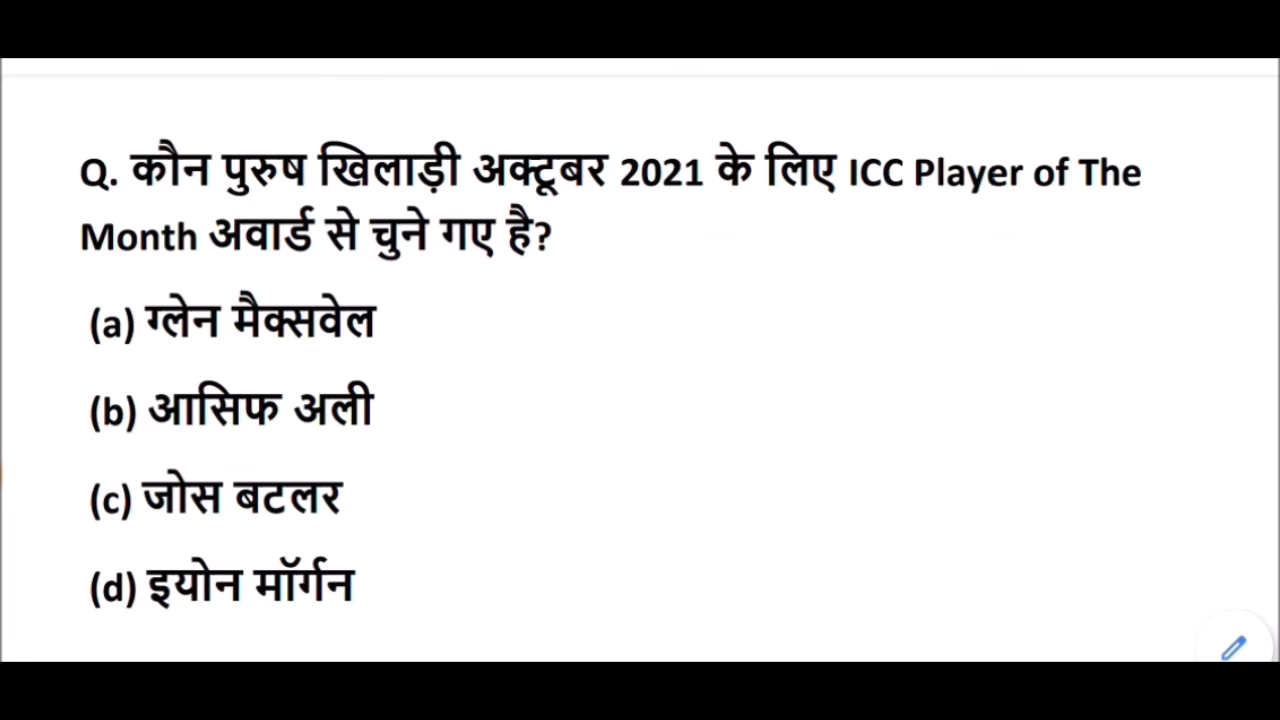 Q. कौन पुरुष खिलाड़ी अक्टूबर 2021 के लिए ICC Player of The
Month अवार्ड से चुने गए है?
(a) ग्लेन मैक्सवेल
(b) आसिफ अली
(c) जोस बटलर
(d) इयोन मॉर्गन